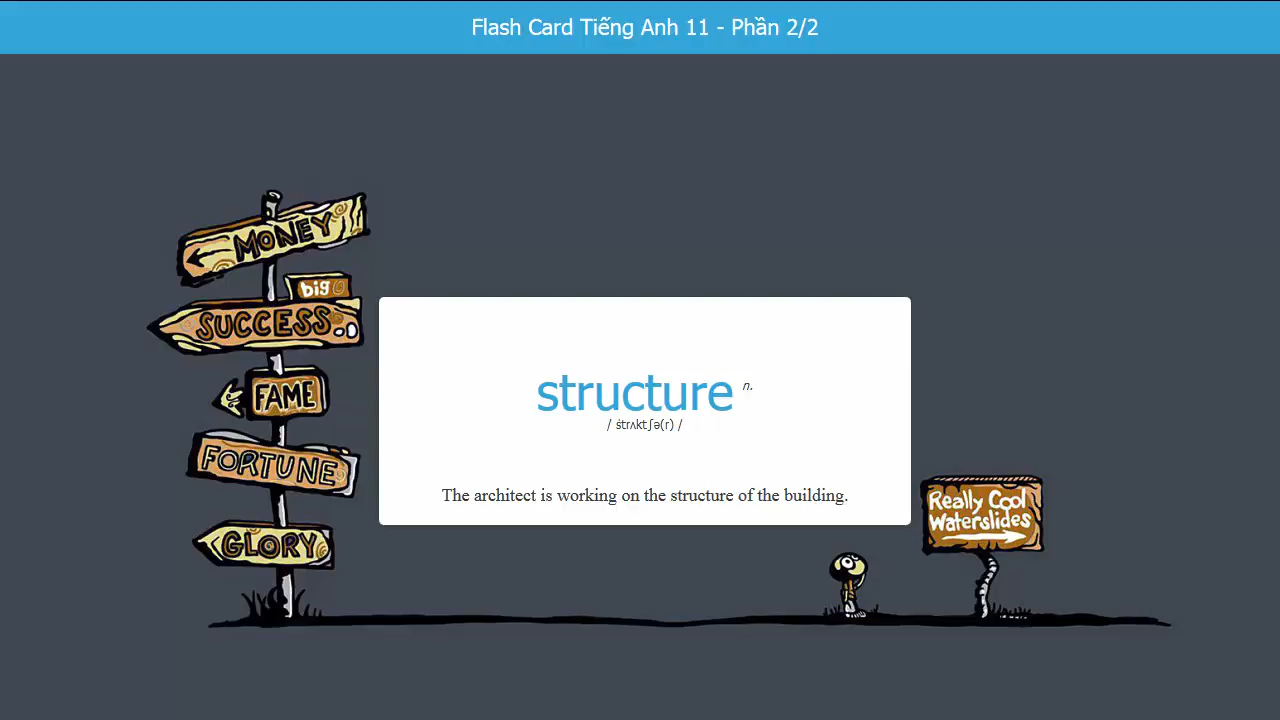 Flash Card Tiếng Anh 11 - Phần 2/2
MONEY
big
SUCCESS
FAME
FORTUNE
GLORY
structure n.
/ ˈstrʌktʃə(r) /
The architect is working on the structure of the building.
Really Cool
Waterslides